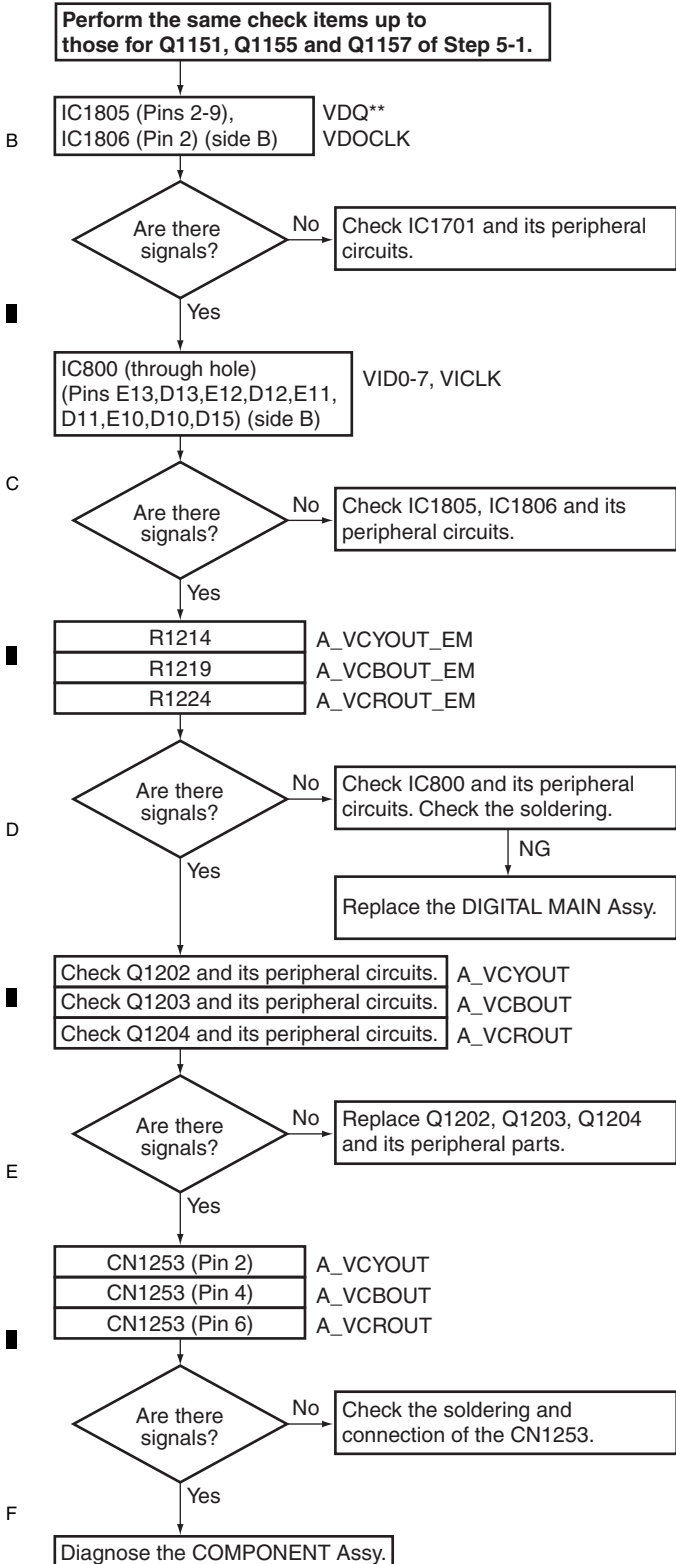 Perform the same check items up to
those for Q1151, Q1155 and Q1157 of Step 5-1.
B
IC1805 (Pins 2-9),
IC1806 (Pin 2) (side B)
VDQ**
VDOCLK
Are there
signals?
No
Check IC1701 and its peripheral
circuits.
Yes
IC800 (through hole)
(Pins E13,D13,E12,D12,E11,
D11,E10,D10,D15) (side B)
VID0-7, VICLK
C
Are there
signals?
No
Check IC1805, IC1806 and its
peripheral circuits.
Yes
R1214
A_VCYOUT_EM
R1219
A_VCBOUT_EM
R1224
A_VCROUT_EM
Are there
signals?
No
Check IC800 and its peripheral
circuits. Check the soldering.
D
NG
Yes
Replace the DIGITAL MAIN Assy.
Check Q1202 and its peripheral circuits.
A_VCYOUT
Check Q1203 and its peripheral circuits.
A_VCBOUT
Check Q1204 and its peripheral circuits.
A_VCROUT
Are there
signals?
No
Replace Q1202, Q1203, Q1204
and its peripheral parts.
E
Yes
CN1253 (Pin 2)
A_VCYOUT
CN1253 (Pin 4)
A_VCBOUT
CN1253 (Pin 6)
A_VCROUT
Are there
signals?
No
Check the soldering and
connection of the CN1253.
Yes
F
Diagnose the COMPONENT Assy.